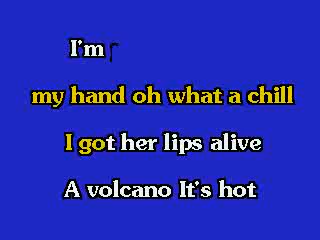 I'm
my hand oh what a chill
I got her lips alive
A volcano It's hot